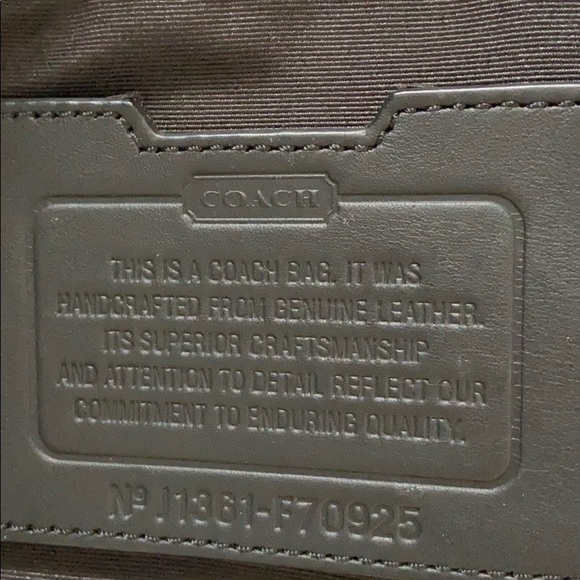 COACH
THIS IS A COACH BAG. IT WAS
HANDCRAFTED FROM GENUINE LEATHER.
ITS SUPERIOR CRAFTSMANSHIP
AND ATTENTION TO DETAIL REFLECT OUR
COMMITMENT TO ENDURING QUALITY.
Nº J1361-F70925